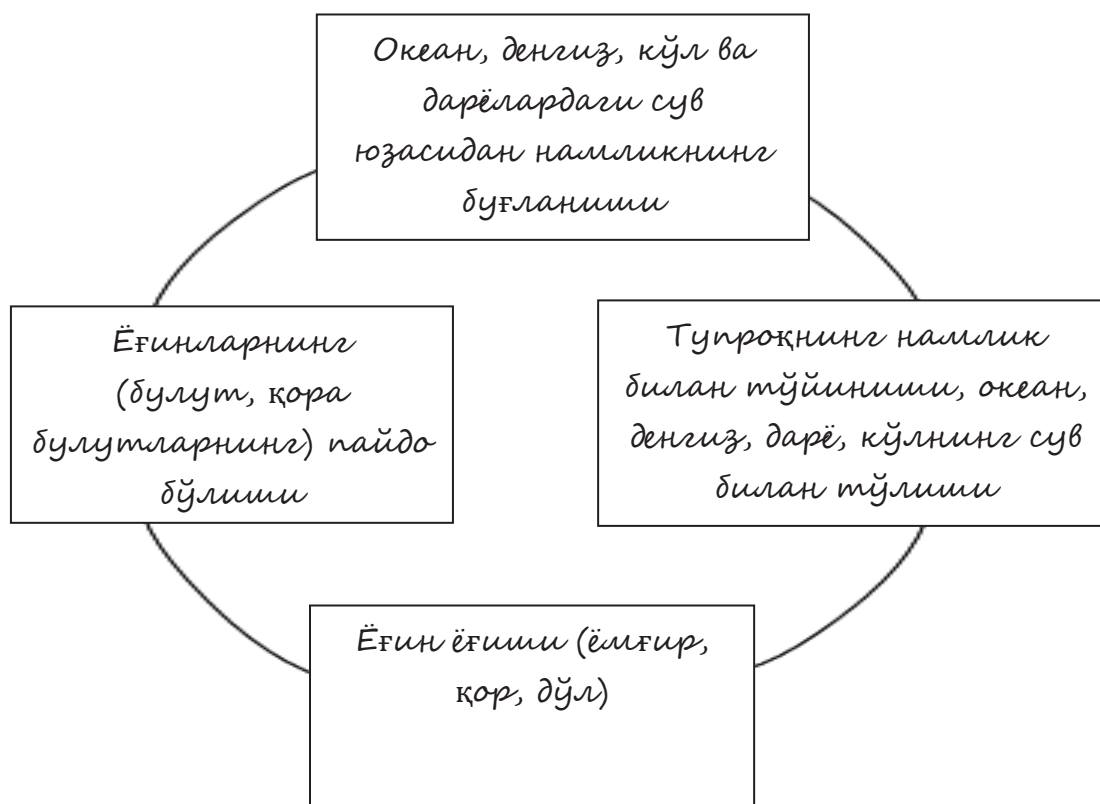 Океан, денгиз, кўл ва
дарёлардаги сув
юзасидан намликнинг
буғланиши
Ёғинларнинг
(булут, қора
булутларнинг) пайдо
бўлиши
Тупроқнинг намлик
билан тўйиниши, океан,
денгиз, дарё, кўлнинг сув
билан тўлиши
Ёғин ёғиши (ёмғир,
қор, дўл)